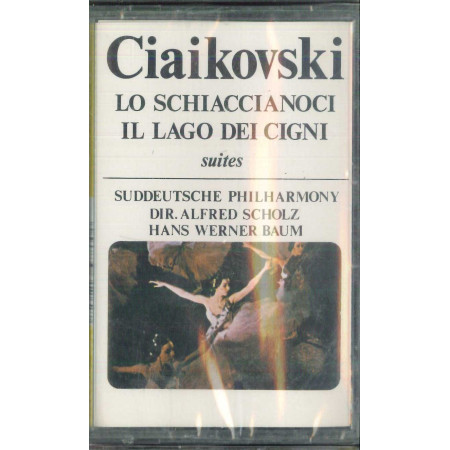 Ciaikovski
LO SCHIACCIANOCI
IL LAGO DEI CIGNI
suites
SUDDEUTSCHE PHILHARMONY
DIR. ALFRED SCHOLZ
HANS WERNER BAUM